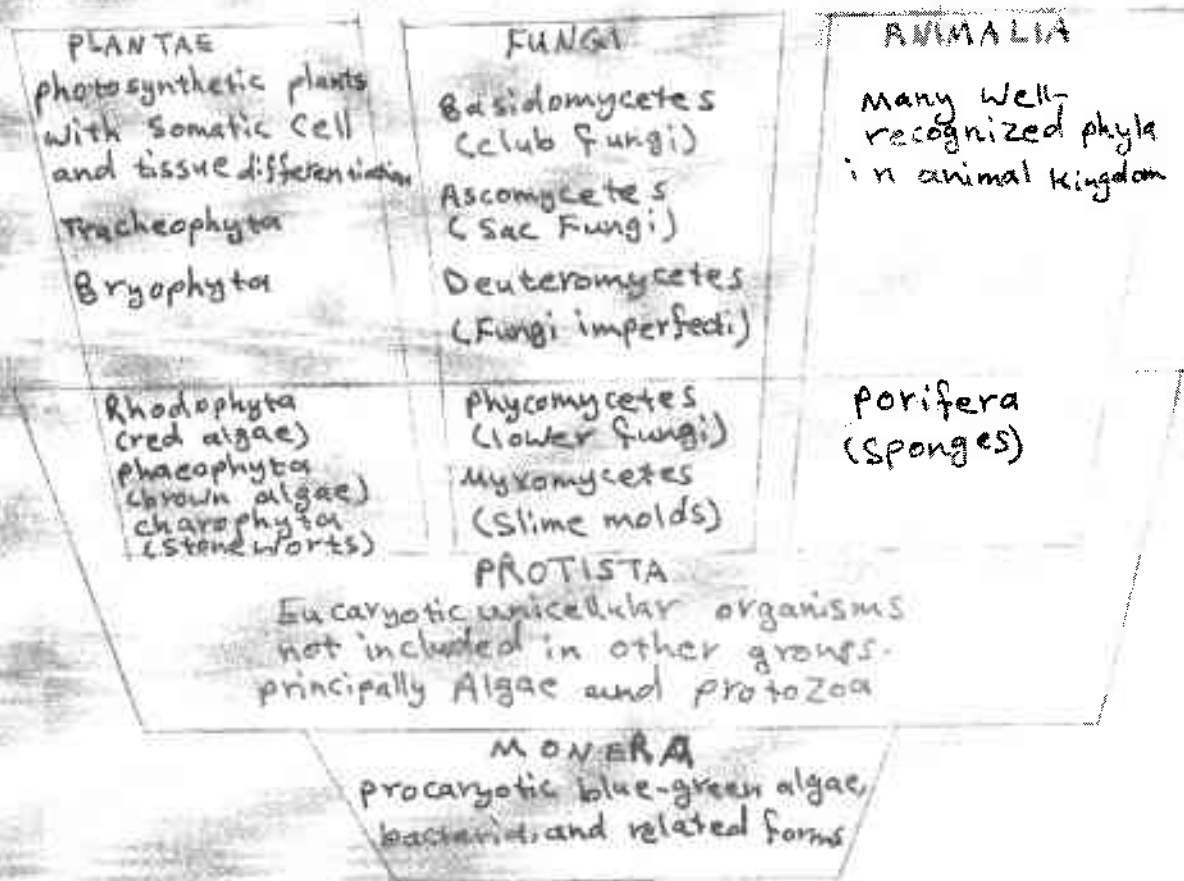 PLANTAE
photosynthetic plants
with Somatic Cell
and tissue differentiation
Tracheophyta
Bryophyta
FUNGI
Basidomycetes
(club fungi)
Ascomycetes
(Sac Fungi)
Deuteromycetes
(Fungi imperfecti)
ANIMALIA
Many Well-
recognized phyla
in animal kingdom
Rhodophyta
(red algae)
phaeophyta
(brown algae)
charophyta
(Stoneworts)
Phycomycetes
(lower fungi)
Myxomycetes
(Slime molds)
Porifera
(Sponges)
PROTISTA
Eucaryotic unicellular organisms
not included in other groups-
principally Algae and protozoa
MONERA
procaryotic blue-green algae,
bacteria, and related forms